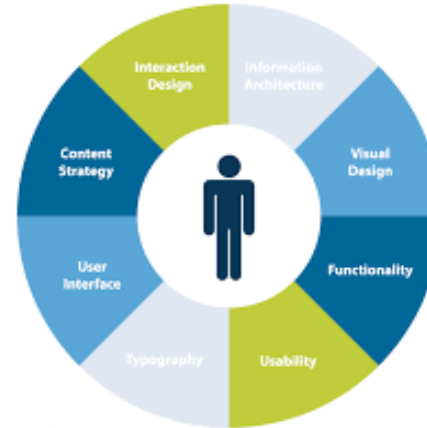 Interaction
Design
Information
Architecture
Visual
Design
Functionality
Usability
Typography
User
Interface
Content
Strategy